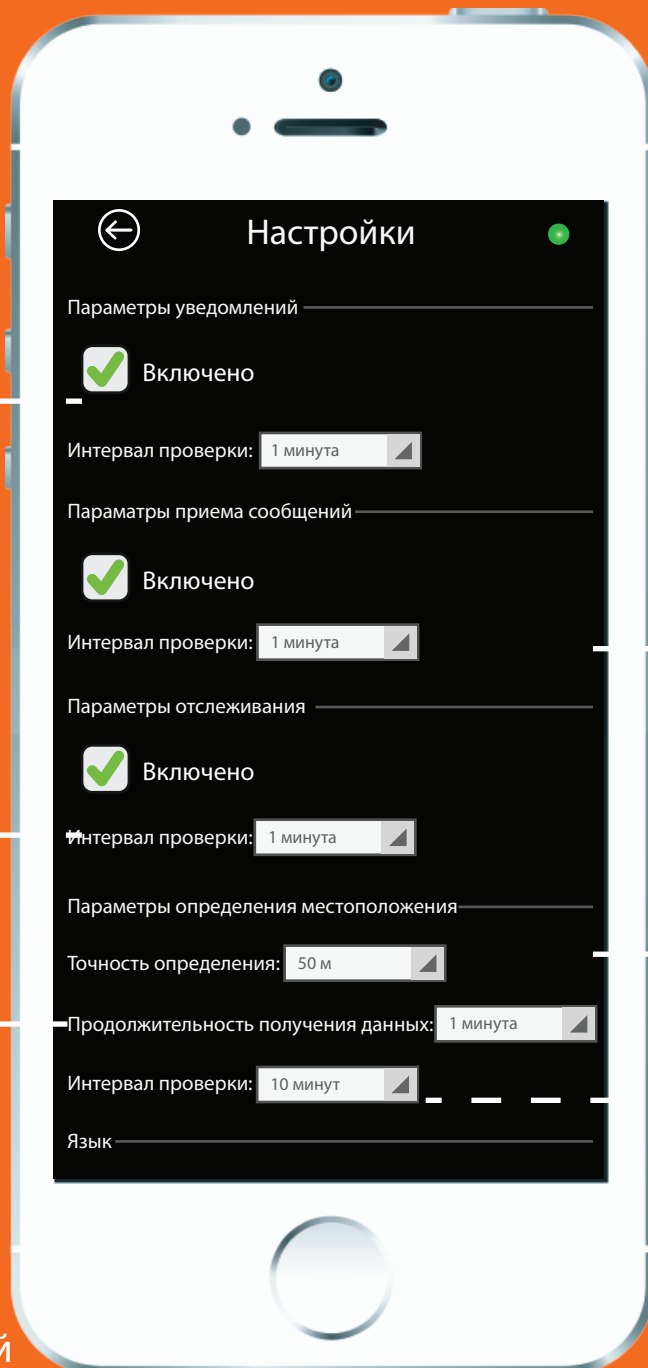 Настройки
Параметры уведомлений
Включено
Интервал проверки: 1 минута
Параматры приема сообщений
Включено
Интервал проверки: 1 минута
Параметры отслеживания
Включено
Интервал проверки: 1 минута
Параметры определения местоположения
Точность определения: 50 м
Продолжительность получения данных: 1 минута
Интервал проверки: 10 минут
Язык
й